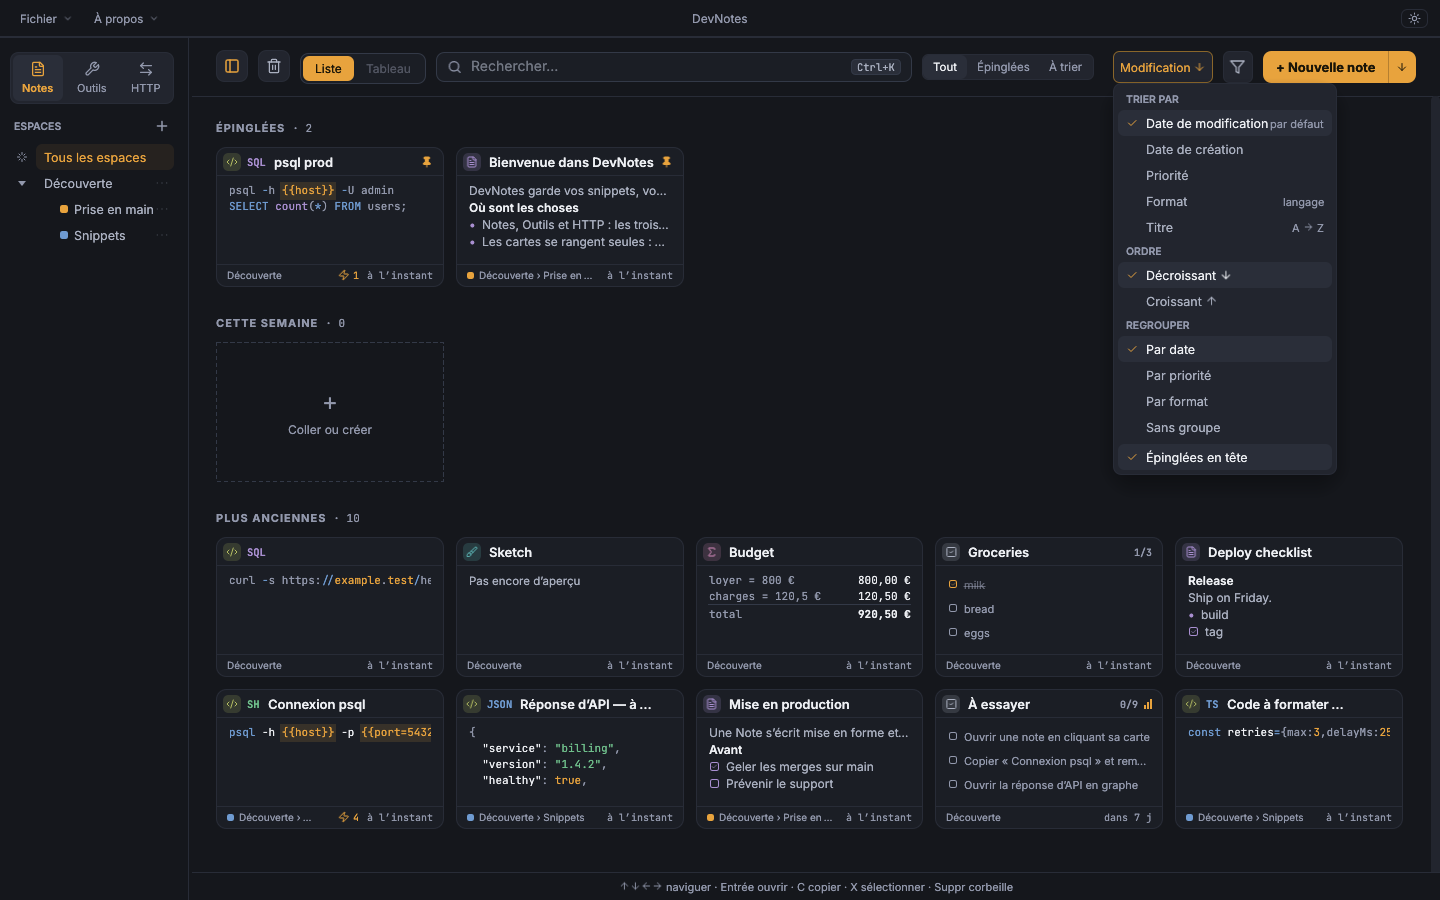 Fichier
À propos
DevNotes
Notes
Outils
HTTP
ESPACES
Tous les espaces
Découverte
Prise en main
Snippets
Liste
Tableau
Rechercher...
Ctrl+K
Tout
Épinglées
À trier
Modification ↓
+ Nouvelle note
↓
TRIER PAR
Date de modification par défaut
Date de création
Priorité
Format langage
Titre A → Z
ORDRE
Décroissant ↓
Croissant ↑
REGROUPER
Par date
Par priorité
Par format
Sans groupe
Épinglées en tête
ÉPINGLÉES · 2
SQL psql prod
psql -h {{host}} -U admin
SELECT count(*) FROM users;
Découverte 1 à l’instant
Bienvenue dans DevNotes
DevNotes garde vos snippets, vo...
Où sont les choses
• Notes, Outils et HTTP : les trois...
• Les cartes se rangent seules : ...
Découverte › Prise en ... à l’instant
CETTE SEMAINE · 0
+
Coller ou créer
PLUS ANCIENNES · 10
SQL
curl -s https://example.test/he
Découverte à l’instant
Sketch
Pas encore d’aperçu
Découverte à l’instant
Budget
loyer = 800 € 800,00 €
charges = 120,5 € 120,50 €
total 920,50 €
Découverte à l’instant
Groceries 1/3
milk
bread
eggs
Découverte à l’instant
Deploy checklist
Release
Ship on Friday.
• build
tag
Découverte à l’instant
SH Connexion psql
psql -h {{host}} -p {{port=5432
Découverte › ... 4 à l’instant
JSON Réponse d’API — à ...
{
"service": "billing",
"version": "1.4.2",
"healthy": true,
Découverte › Snippets à l’instant
Mise en production
Une Note s’écrit mise en forme et...
Avant
Geler les merges sur main
Prévenir le support
Découverte › Prise en ... à l’instant
À essayer 0/9
Ouvrir une note en cliquant sa carte
Copier « Connexion psql » et rem...
Ouvrir la réponse d’API en graphe
Découverte dans 7 j
TS Code à formater ...
const retries={max:3,delayMs:25
Découverte › Snippets à l’instant
↑ ↓ ← → naviguer · Entrée ouvrir · C copier · X sélectionner · Suppr corbeille